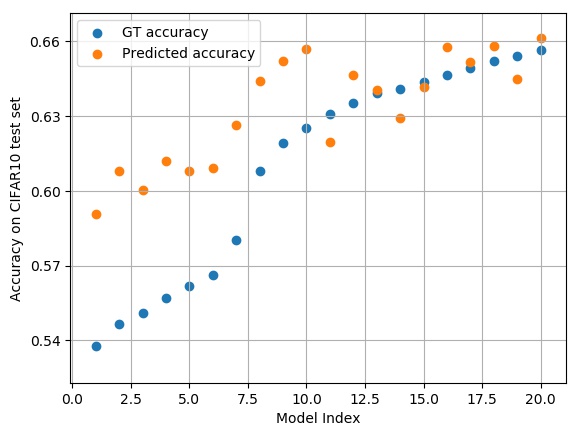 GT accuracy
Predicted accuracy
Accuracy on CIFAR10 test set
0.66
0.63
0.60
0.57
0.54
0.0 2.5 5.0 7.5 10.0 12.5 15.0 17.5 20.0
Model Index